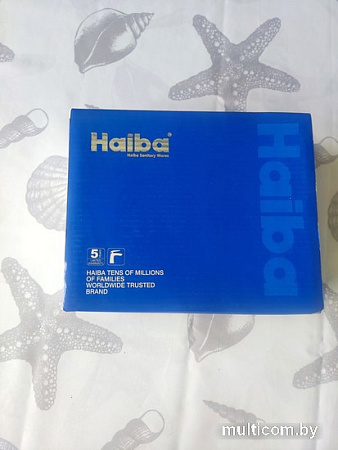 Haiba®
Haiba Sanitary Wares
Haiba
5
HAIBA TENS OF MILLIONS
OF FAMILIES
WORLDWIDE TRUSTED
BRAND
multicom.by